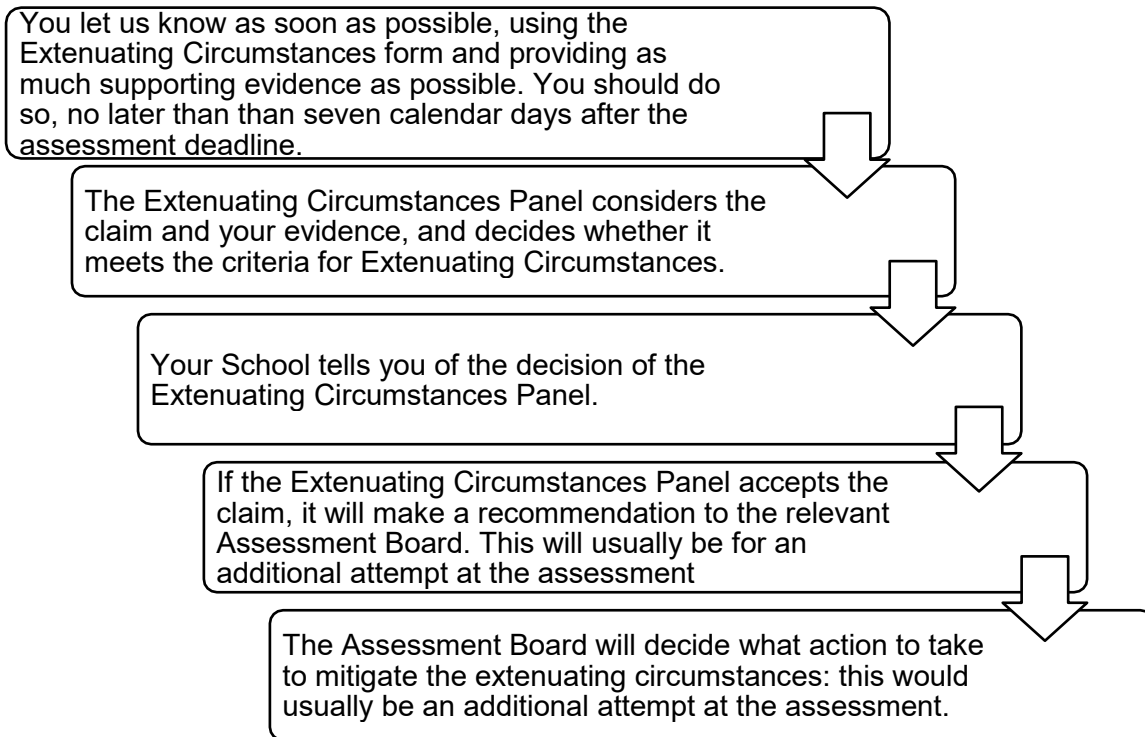 You let us know as soon as possible, using the
Extenuating Circumstances form and providing as
much supporting evidence as possible. You should do
so, no later than than seven calendar days after the
assessment deadline.
The Extenuating Circumstances Panel considers the
claim and your evidence, and decides whether it
meets the criteria for Extenuating Circumstances.
Your School tells you of the decision of the
Extenuating Circumstances Panel.
If the Extenuating Circumstances Panel accepts the
claim, it will make a recommendation to the relevant
Assessment Board. This will usually be for an
additional attempt at the assessment
The Assessment Board will decide what action to take
to mitigate the extenuating circumstances: this would
usually be an additional attempt at the assessment.